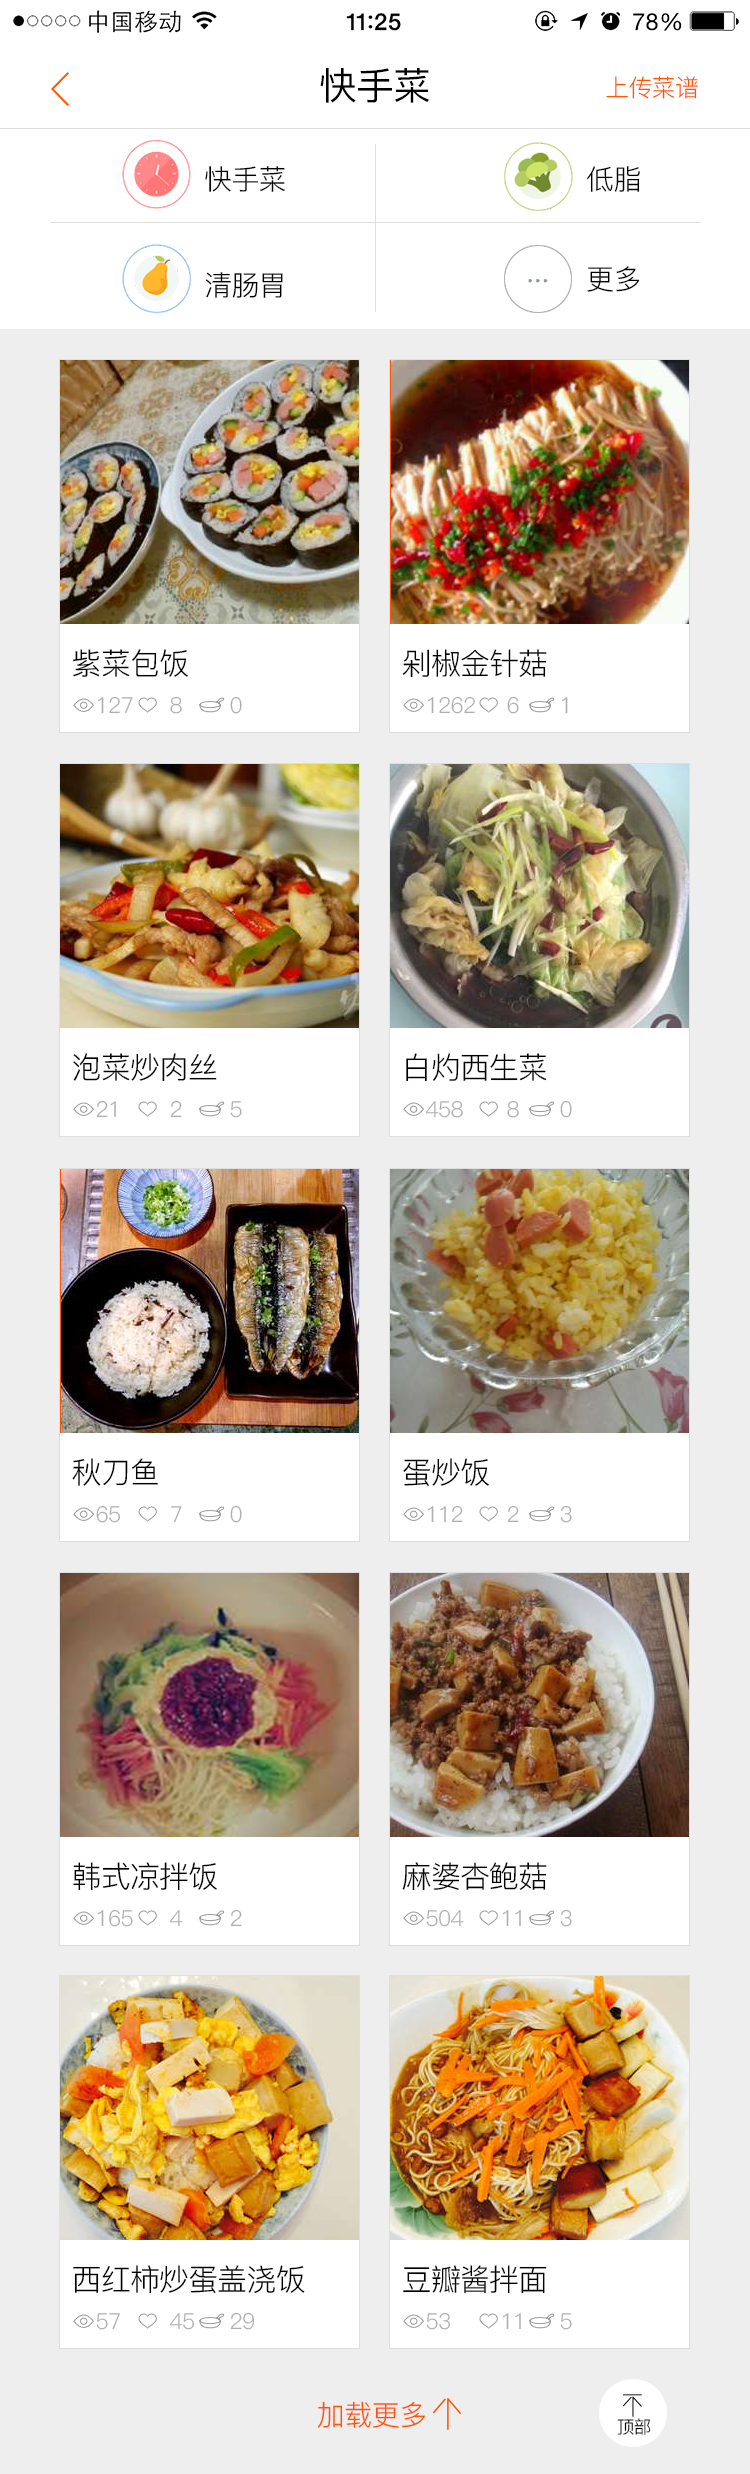 中国移动 11:25 78%
快手菜 上传菜谱
快手菜 低脂
清肠胃 更多
紫菜包饭 剁椒金针菇
127 8 0 1262 6 1
泡菜炒肉丝 白灼西生菜
21 2 5 458 8 0
秋刀鱼 蛋炒饭
65 7 0 112 2 3
韩式凉拌饭 麻婆杏鲍菇
165 4 2 504 11 3
西红柿炒蛋盖浇饭 豆瓣酱拌面
57 45 29 53 11 5
加载更多 顶部